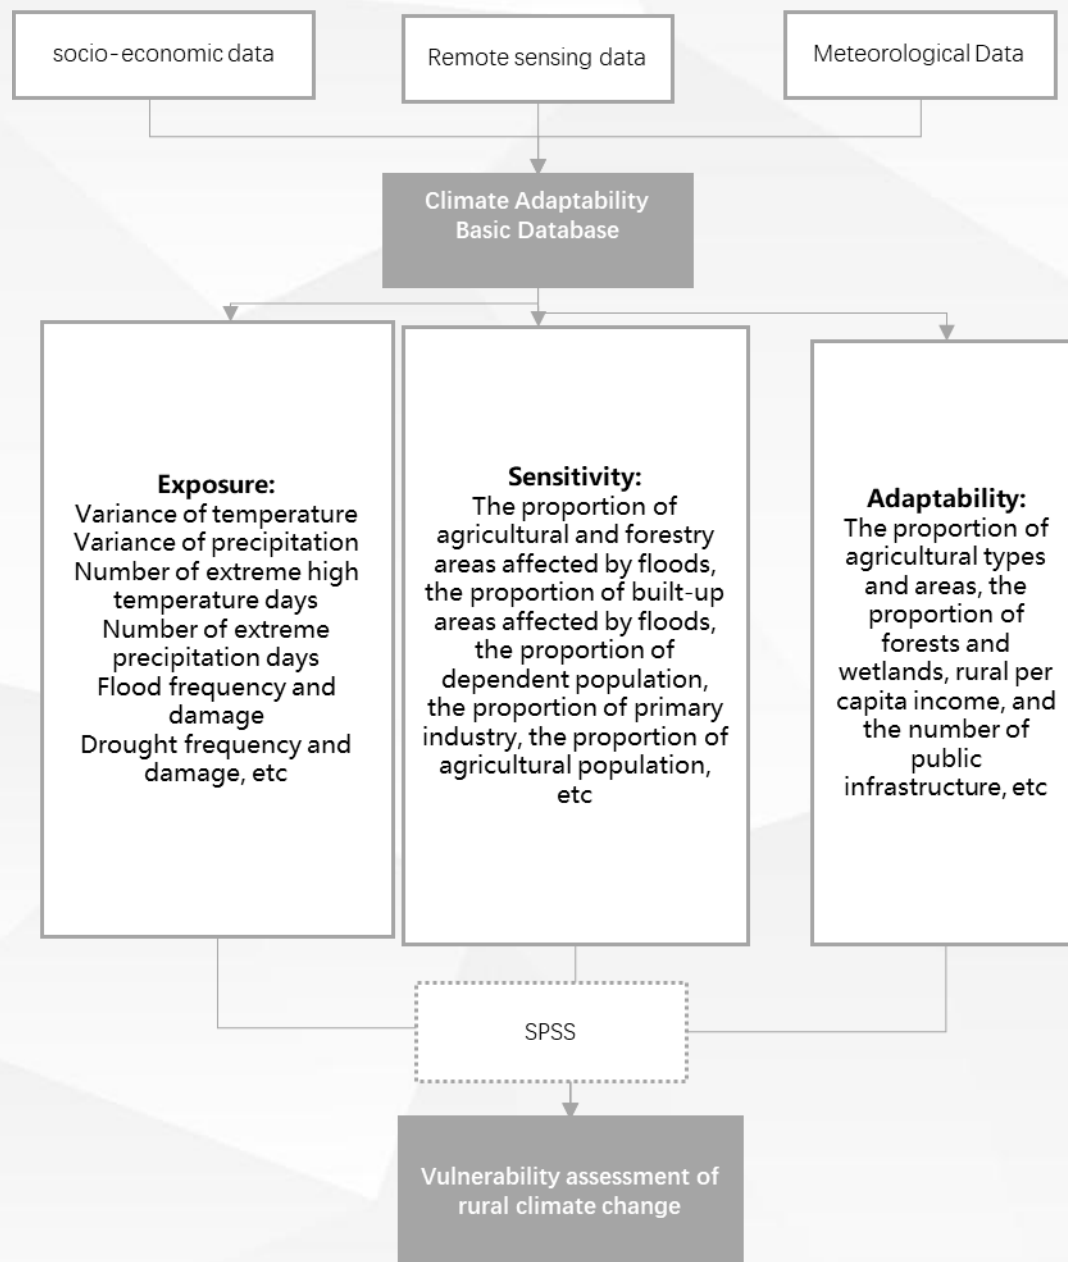 socio-economic data
Remote sensing data
Meteorological Data
Climate Adaptability
Basic Database
Exposure:
Variance of temperature
Variance of precipitation
Number of extreme high
temperature days
Number of extreme
precipitation days
Flood frequency and
damage
Drought frequency and
damage, etc
Sensitivity:
The proportion of
agricultural and forestry
areas affected by floods,
the proportion of built-up
areas affected by floods,
the proportion of
dependent population,
the proportion of primary
industry, the proportion of
agricultural population,
etc
Adaptability:
The proportion of
agricultural types
and areas, the
proportion of
forests and
wetlands, rural per
capita income, and
the number of
public
infrastructure, etc
SPSS
Vulnerability assessment of
rural climate change